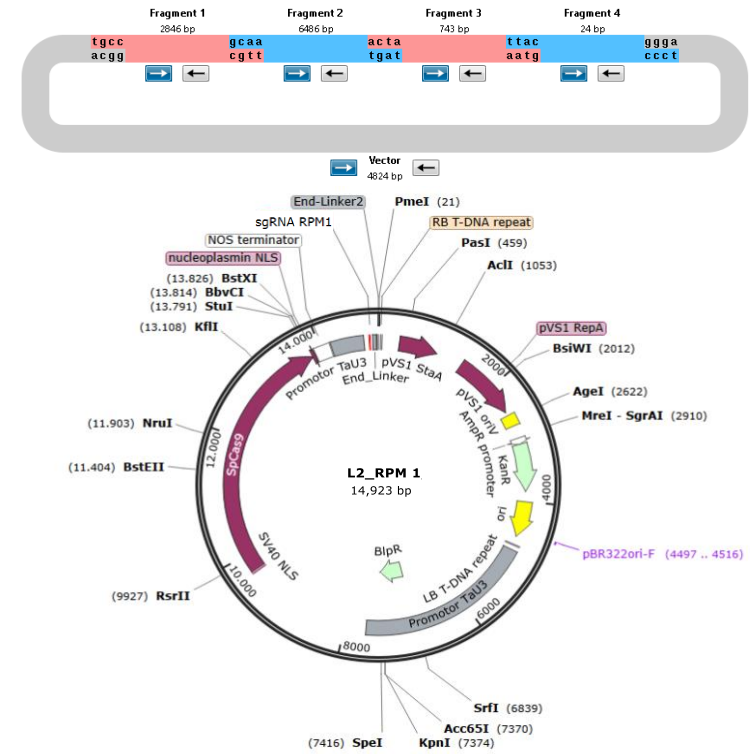 Fragment 1 Fragment 2 Fragment 3 Fragment 4
2846 bp 6486 bp 743 bp 24 bp
tgcc gcaa acta ttac ggga
acgg cgtt tgat aatg ccct
Vector
4824 bp
End-Linker2 PmeI (21)
sgRNA RPM1 RB T-DNA repeat
NOS terminator PasI (459)
nucleoplasmin NLS AclI (1053)
(13.826) BstXI
(13.814) BbvCI
(13.791) StuI
(13.108) KflI
14.000
Promotor TaU3
End_Linker
pVS1 StaA
pVS1 RepA
2000
BsiWI (2012)
AgeI (2622)
MreI - SgrAI (2910)
pVS1 oriV
AmpR promoter
KanR
(11.903) NruI
12.000
(11.404) BstEII
SpCas9
L2_RPM 1
14,923 bp
4000
ori
pBR322ori-F (4497 .. 4516)
BlpR
LB T-DNA repeat
Promotor TaU3
SV40 NLS
10.000
(9927) RsrII
6000
8000
SrfI (6839)
Acc65I (7370)
(7416) SpeI KpnI (7374)